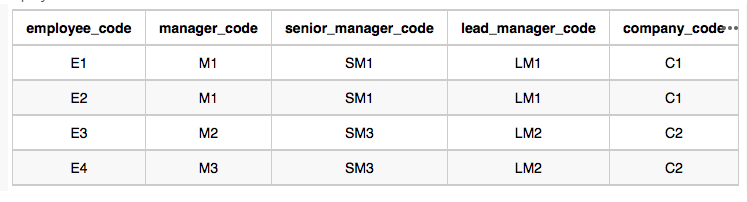 employee_code manager_code senior_manager_code lead_manager_code company_code
E1 M1 SM1 LM1 C1
E2 M1 SM1 LM1 C1
E3 M2 SM3 LM2 C2
E4 M3 SM3 LM2 C2